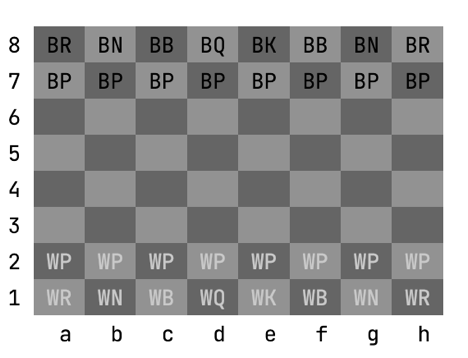 8 BR BN BB BQ BK BB BN BR
7 BP BP BP BP BP BP BP BP
6
5
4
3
2 WP WP WP WP WP WP WP WP
1 WR WN WB WQ WK WB WN WR
a b c d e f g h